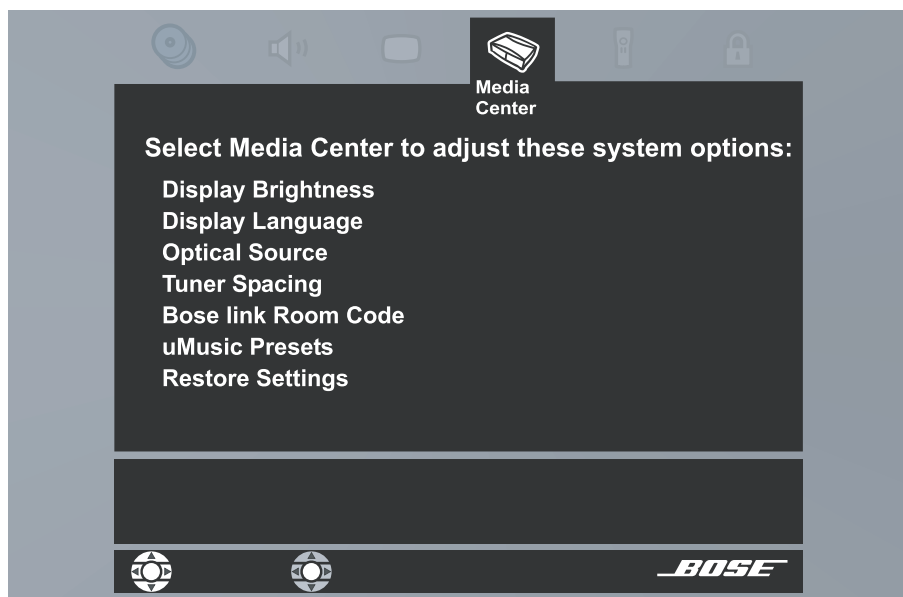 Media
Center
Select Media Center to adjust these system options:
Display Brightness
Display Language
Optical Source
Tuner Spacing
Bose link Room Code
uMusic Presets
Restore Settings
BOSE